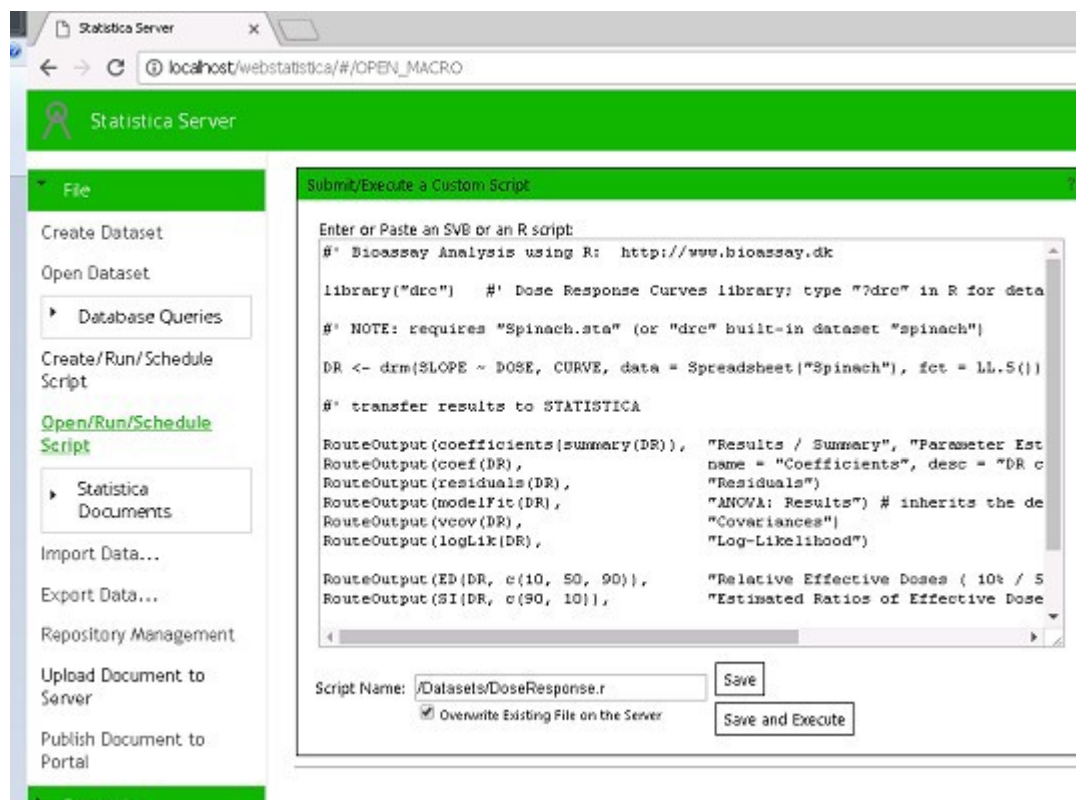 Statistica Server
localhost/webstatistica/#/OPEN_MACRO
Statistica Server
File
Create Dataset
Open Dataset
Database Queries
Create/Run/Schedule
Script
Open/Run/Schedule
Script
Statistica
Documents
Import Data...
Export Data...
Repository Management
Upload Document to
Server
Publish Document to
Portal
Submit/Execute a Custom Script
?
Enter or Paste an SVB or an R script:
#' Bioassay Analysis using R:  http://www.bioassay.dk
library("drc")   #' Dose Response Curves library; type "?drc" in R for deta
#' NOTE: requires "Spinach.sta" (or "drc" built-in dataset "spinach")
DR <- drm(SLOPE ~ DOSE, CURVE, data = Spreadsheet("Spinach"), fct = LL.5())
#' transfer results to STATISTICA
RouteOutput(coefficients(summary(DR)),  "Results / Summary", "Parameter Est
RouteOutput(coef(DR),                   name = "Coefficients", desc = "DR c
RouteOutput(residuals(DR),              "Residuals")
RouteOutput(modelFit(DR),               "ANOVA: Results") # inherits the de
RouteOutput(vcov(DR),                   "Covariances")
RouteOutput(logLik(DR),                 "Log-Likelihood")
RouteOutput(ED(DR, c(10, 50, 90)),      "Relative Effective Doses ( 10% / 5
RouteOutput(SI(DR, c(90, 10)),          "Estimated Ratios of Effective Dose
Script Name: /Datasets/DoseResponse.r
Save
Overwrite Existing File on the Server
Save and Execute